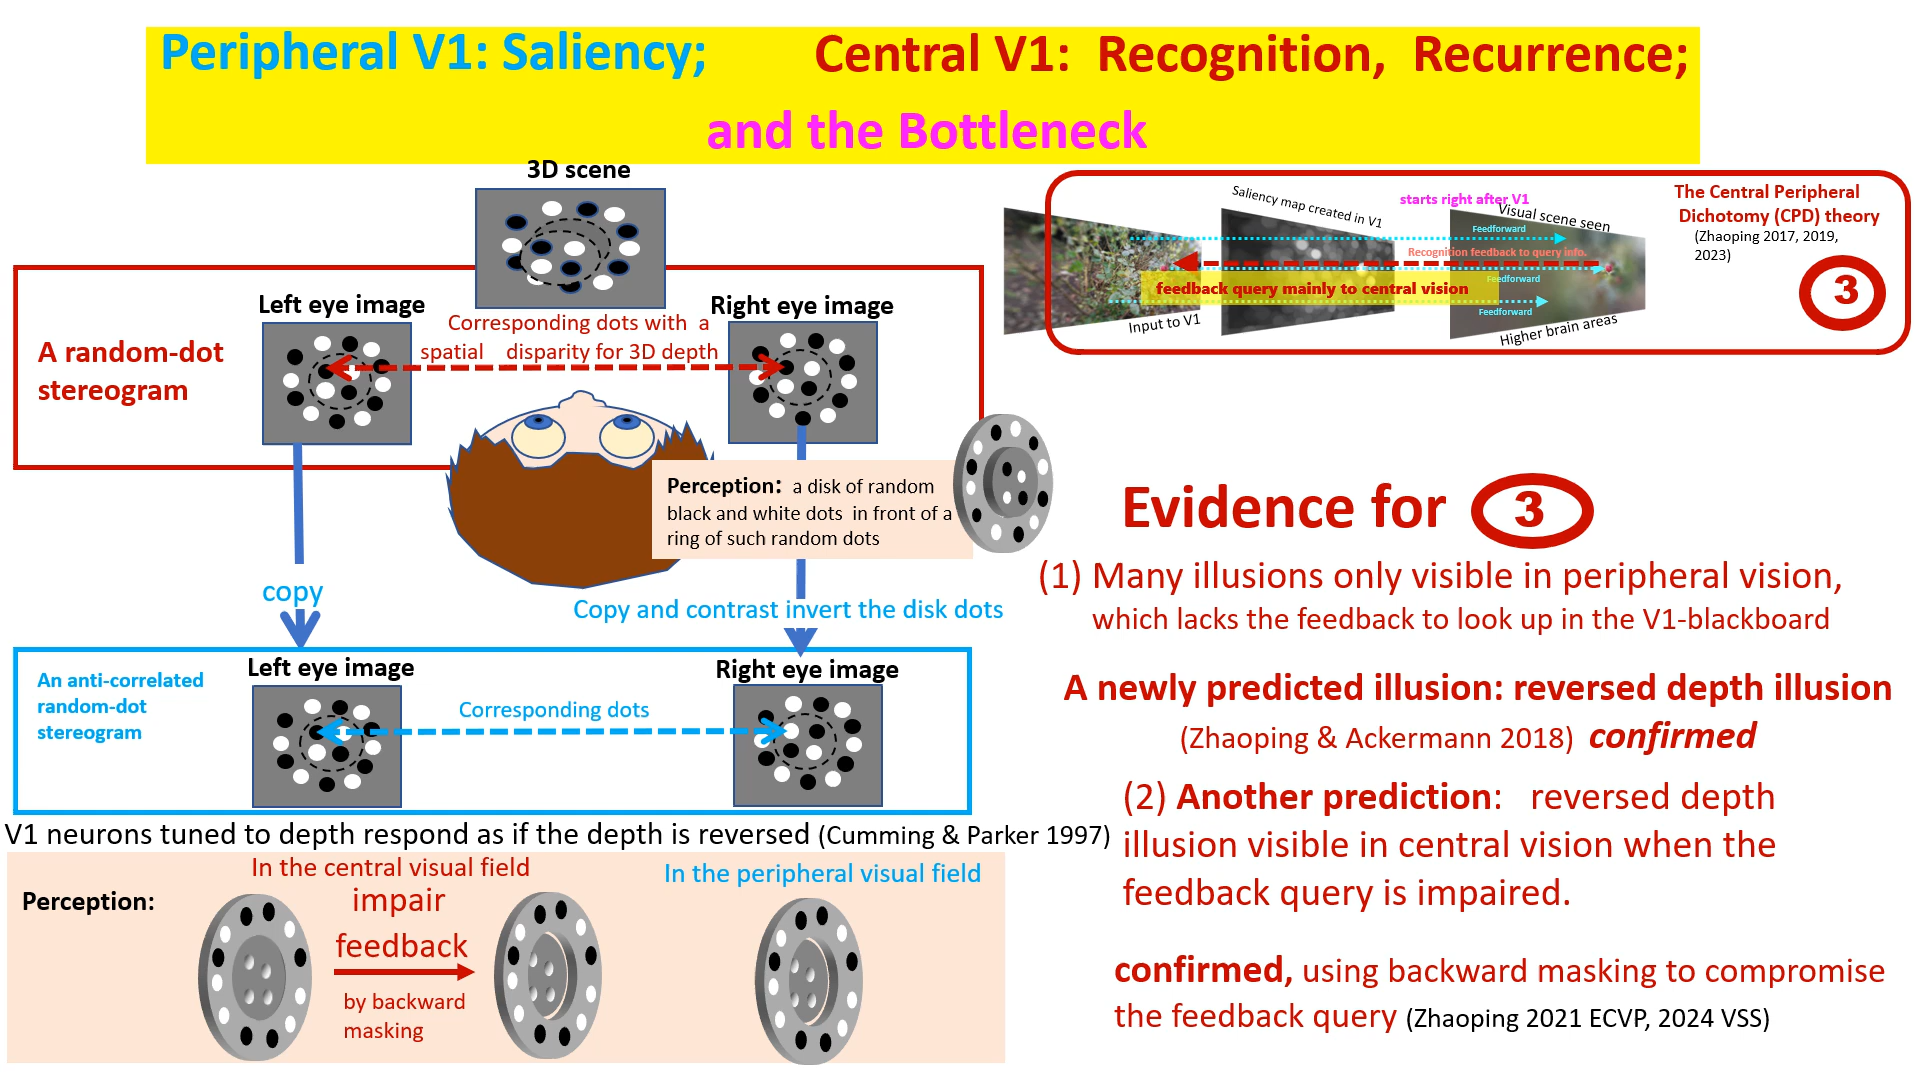 Peripheral V1: Saliency; Central V1: Recognition, Recurrence;
and the Bottleneck
3D scene
Left eye image
Right eye image
A random-dot
stereogram
Corresponding dots with a
spatial disparity for 3D depth
Perception: a disk of random
black and white dots in front of a
ring of such random dots
copy
Copy and contrast invert the disk dots
An anti-correlated
random-dot
stereogram
Left eye image
Right eye image
Corresponding dots
V1 neurons tuned to depth respond as if the depth is reversed (Cumming & Parker 1997)
In the central visual field
In the peripheral visual field
Perception:
impair
feedback
by backward
masking
Saliency map created in V1
starts right after V1
Visual scene seen
Feedforward
Recognition feedback to query info.
Feedforward
feedback query mainly to central vision
Feedforward
Input to V1
Higher brain areas
The Central Peripheral
Dichotomy (CPD) theory
(Zhaoping 2017, 2019,
2023)
3
Evidence for 3
(1) Many illusions only visible in peripheral vision,
which lacks the feedback to look up in the V1-blackboard
A newly predicted illusion: reversed depth illusion
(Zhaoping & Ackermann 2018) confirmed
(2) Another prediction: reversed depth
illusion visible in central vision when the
feedback query is impaired.
confirmed, using backward masking to compromise
the feedback query (Zhaoping 2021 ECVP, 2024 VSS)